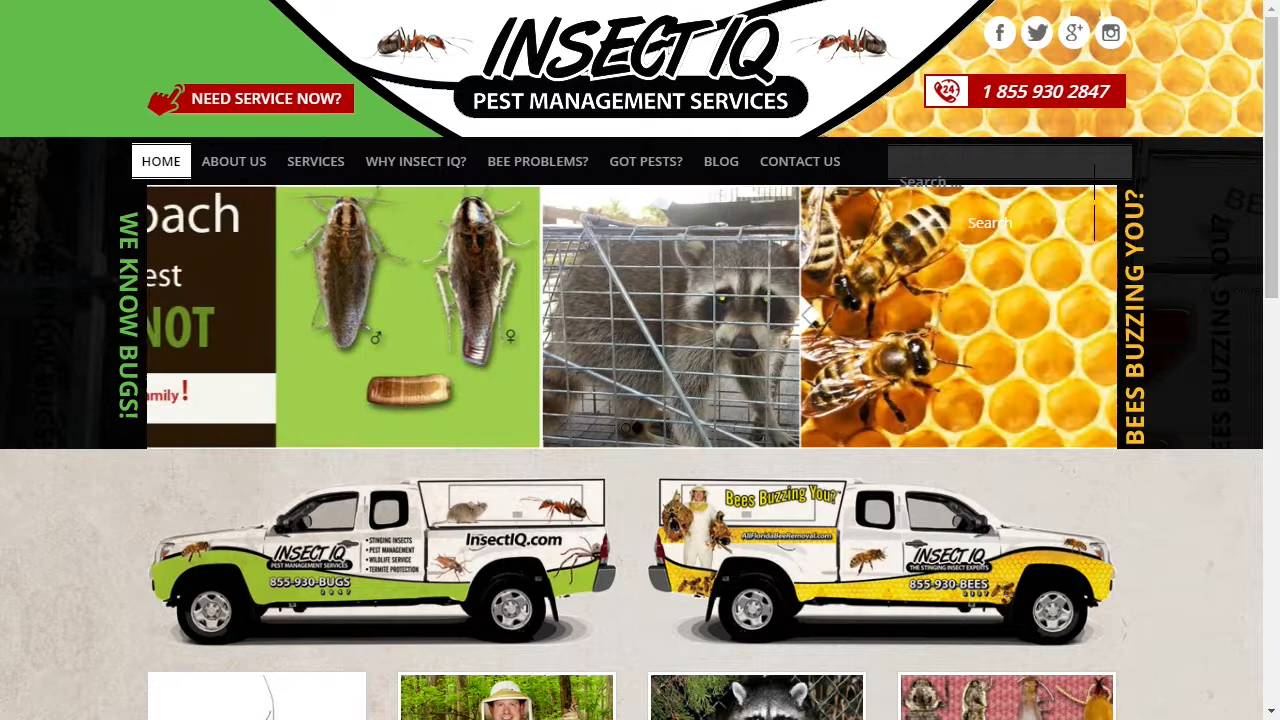 INSECT IQ
PEST MANAGEMENT SERVICES
NEED SERVICE NOW?
24
1 855 930 2847
HOME
ABOUT US
SERVICES
WHY INSECT IQ?
BEE PROBLEMS?
GOT PESTS?
BLOG
CONTACT US
Search ...
Search
WE KNOW BUGS!
oach
est
NOT
amily!
BEES BUZZING YOU?
INSECT IQ
PEST MANAGEMENT SERVICES
855-930-BUGS
2847
• STINGING INSECTS
• PEST MANAGEMENT
• WILDLIFE SERVICE
• TERMITE PROTECTION
InsectIQ.com
Bees Buzzing You?
AllFloridaBeeRemoval.com
INSECT IQ
THE STINGING INSECT EXPERTS
855-930-BEES